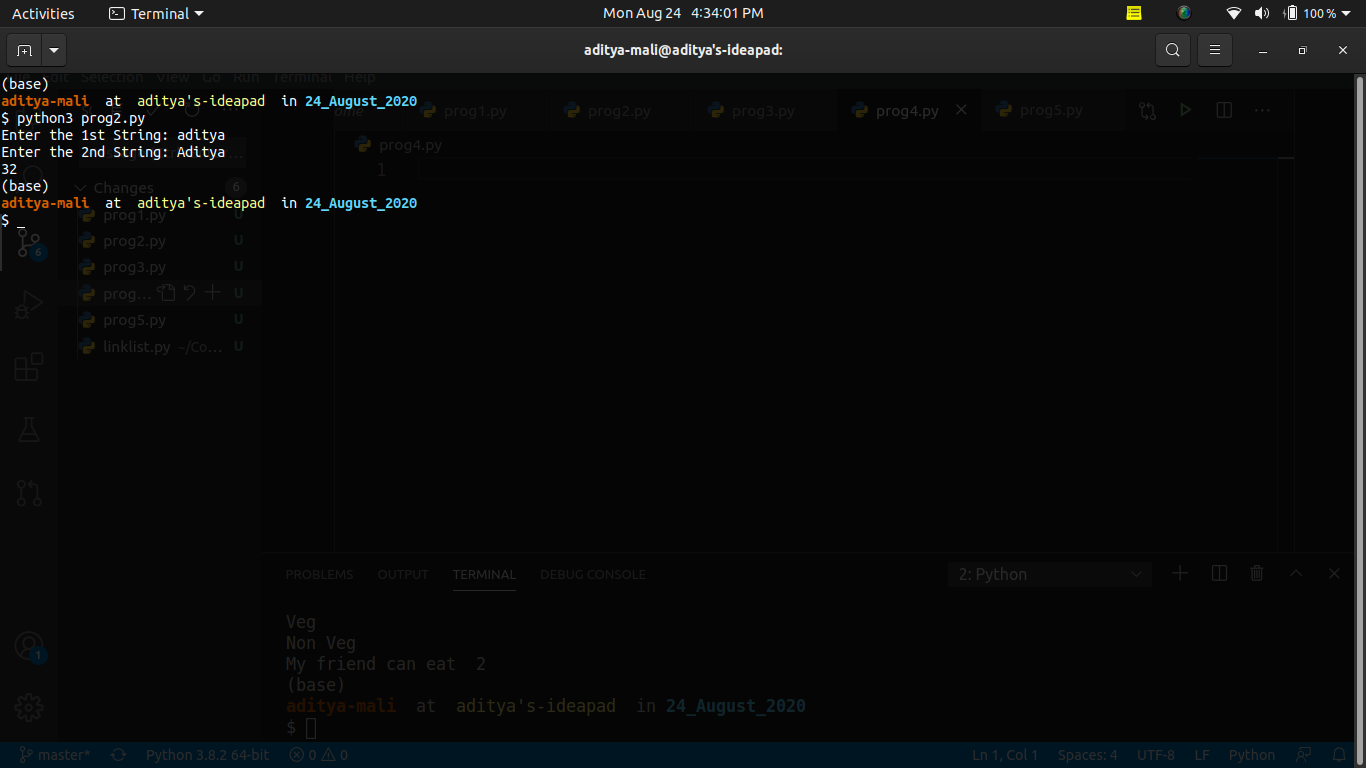 Activities Terminal Mon Aug 24 4:34:01 PM 100 %
aditya-mali@aditya's-ideapad:
Selection View Go Run Terminal Help
(base)
aditya-mali at aditya's-ideapad in 24_August_2020
$ python3 prog2.py
Enter the 1st String: aditya
Enter the 2nd String: Aditya
32
(base)
aditya-mali at aditya's-ideapad in 24_August_2020
$ _
prog1.py prog2.py prog3.py prog4.py prog5.py
prog4.py
1
Changes 6
prog1.py U
prog2.py U
prog3.py U
prog... U
prog5.py U
linklist.py ~/Co... U
6
1
PROBLEMS OUTPUT TERMINAL DEBUG CONSOLE 2: Python
Veg
Non Veg
My friend can eat 2
(base)
aditya-mali at aditya's-ideapad in 24_August_2020
$
master* Python 3.8.2 64-bit 0 0 Ln 1, Col 1 Spaces: 4 UTF-8 LF Python